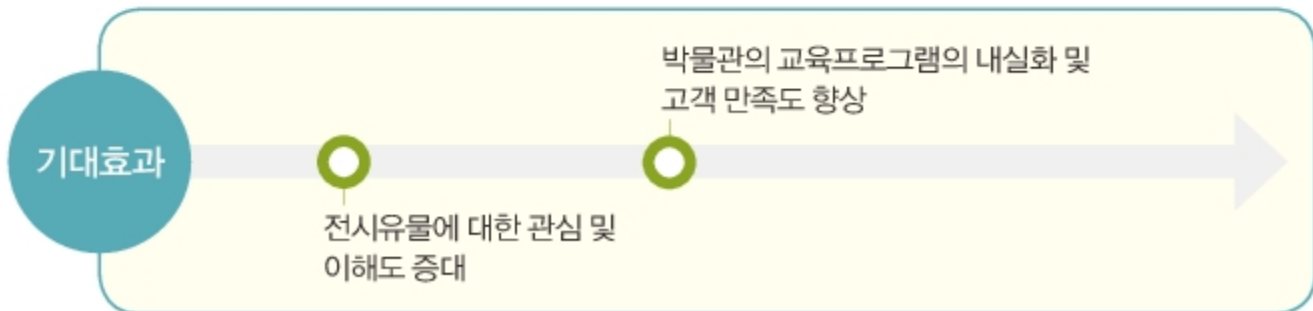 기대효과
전시유물에 대한 관심 및
이해도 증대
박물관의 교육프로그램의 내실화 및
고객 만족도 향상